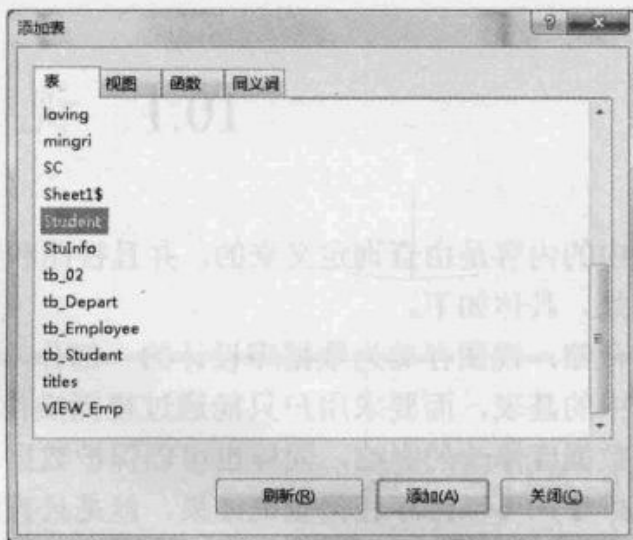 添加表
表 视图 函数 同义词
loving
mingri
SC
Sheet1$
Student
StuInfo
tb_02
tb_Depart
tb_Employee
tb_Student
titles
VIEW_Emp
刷新(R) 添加(A) 关闭(C)